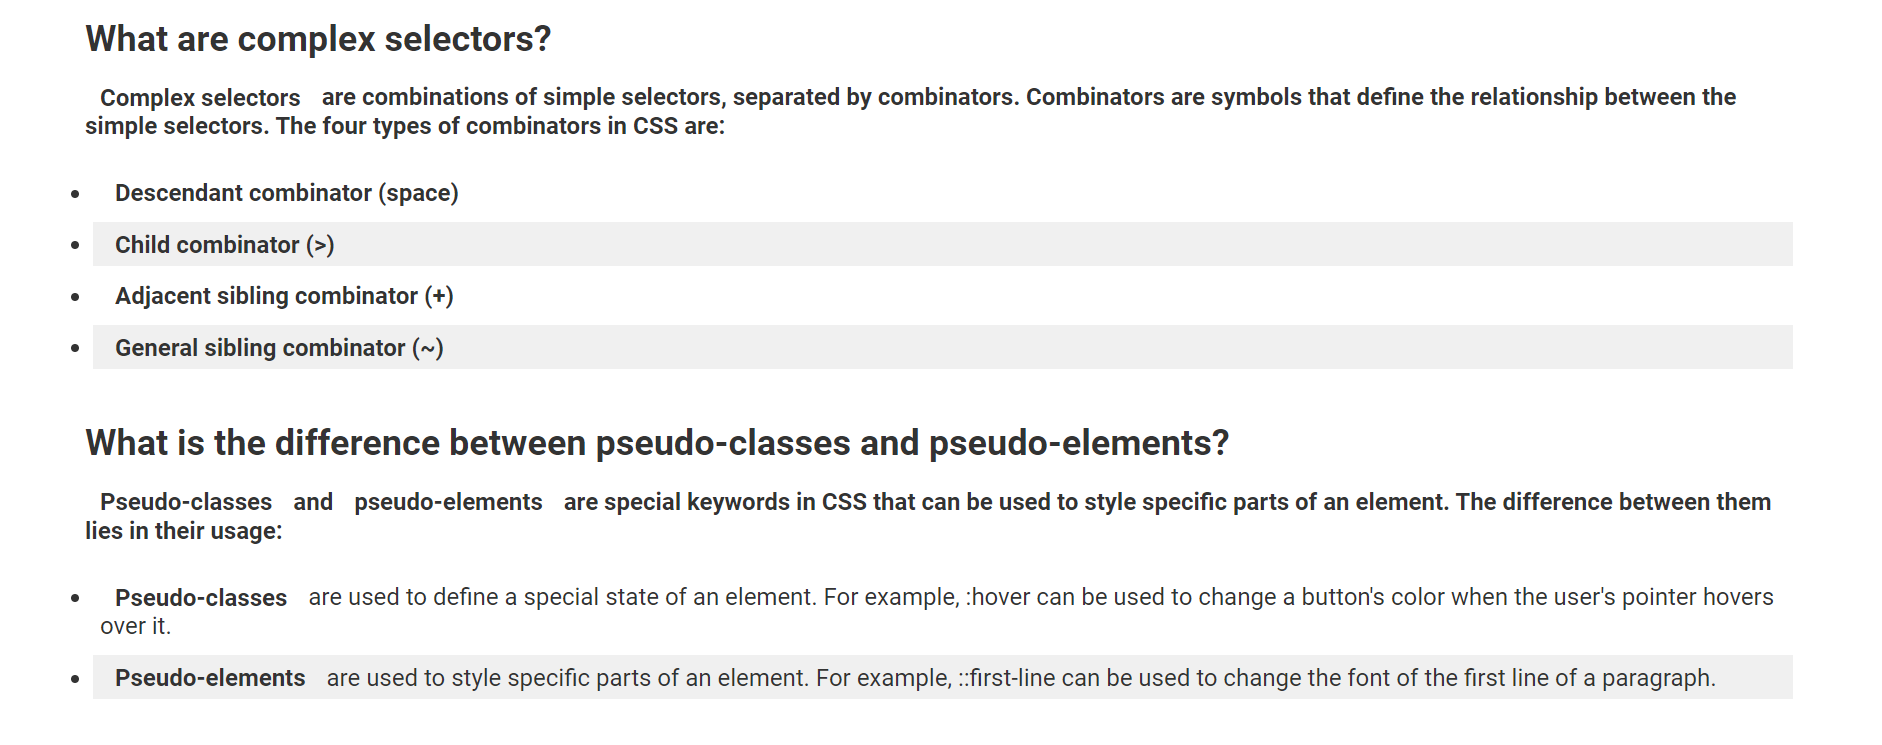 What are complex selectors?
Complex selectors are combinations of simple selectors, separated by combinators. Combinators are symbols that define the relationship between the
simple selectors. The four types of combinators in CSS are:
• Descendant combinator (space)
• Child combinator (>)
• Adjacent sibling combinator (+)
• General sibling combinator (~)
What is the difference between pseudo-classes and pseudo-elements?
Pseudo-classes and pseudo-elements are special keywords in CSS that can be used to style specific parts of an element. The difference between them
lies in their usage:
• Pseudo-classes are used to define a special state of an element. For example, :hover can be used to change a button's color when the user's pointer hovers
over it.
• Pseudo-elements are used to style specific parts of an element. For example, ::first-line can be used to change the font of the first line of a paragraph.